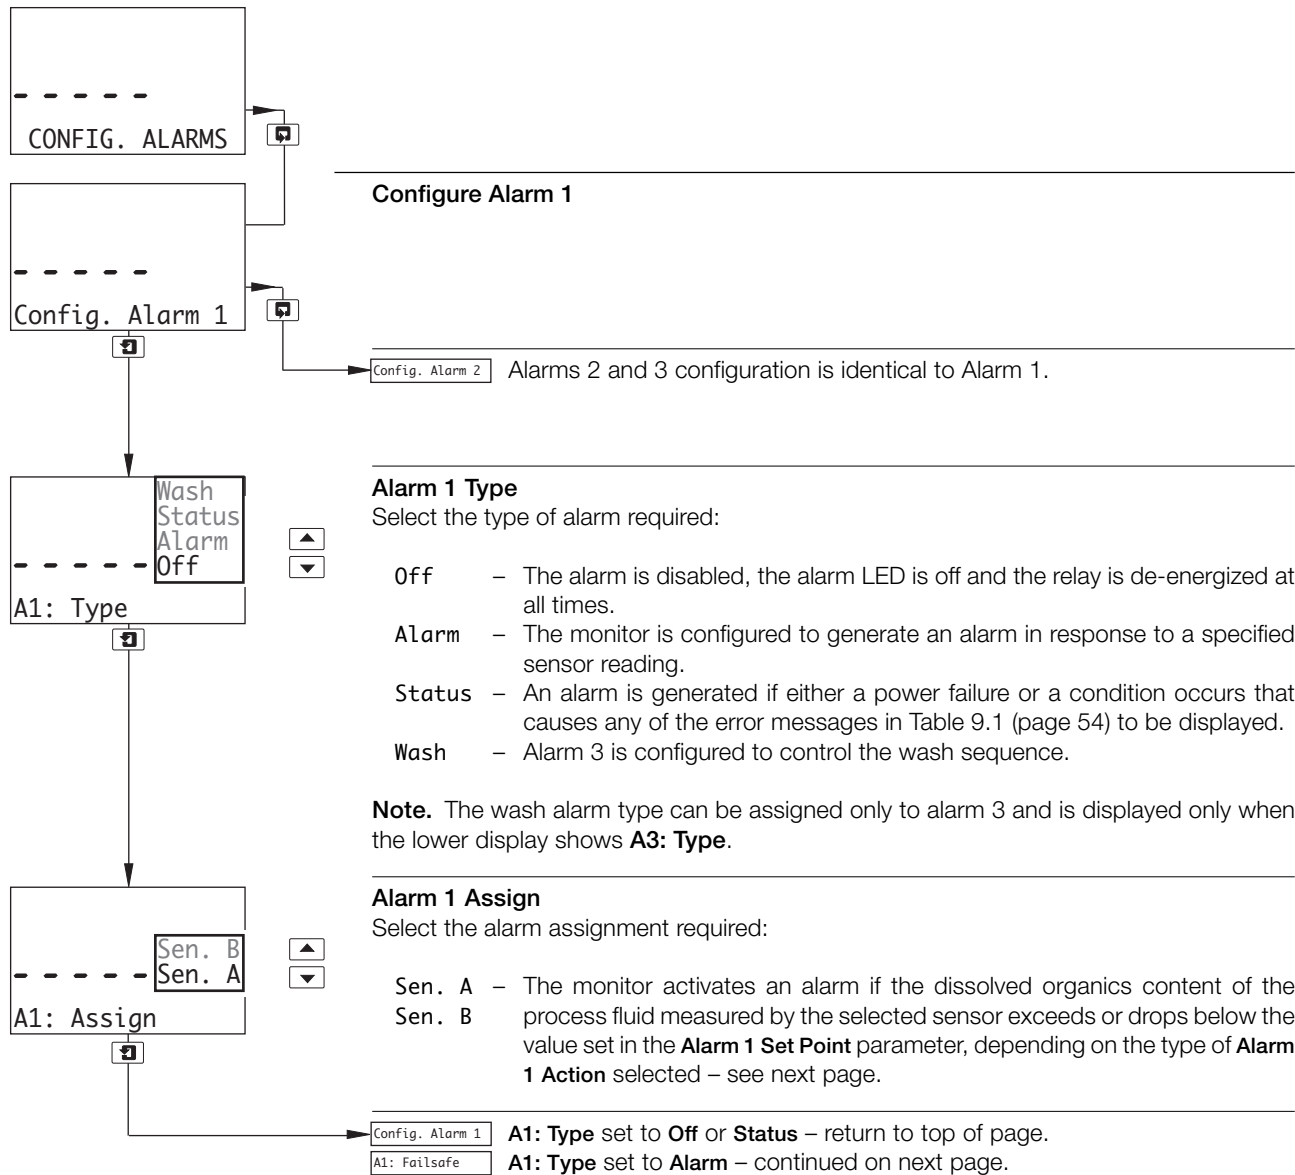 - - - - -
CONFIG. ALARMS
Configure Alarm 1
- - - - -
Config. Alarm 1
Config. Alarm 2 Alarms 2 and 3 configuration is identical to Alarm 1.
Wash
Status
Alarm
- - - - - Off
A1: Type
Alarm 1 Type
Select the type of alarm required:
Off – The alarm is disabled, the alarm LED is off and the relay is de-energized at
all times.
Alarm – The monitor is configured to generate an alarm in response to a specified
sensor reading.
Status – An alarm is generated if either a power failure or a condition occurs that
causes any of the error messages in Table 9.1 (page 54) to be displayed.
Wash – Alarm 3 is configured to control the wash sequence.
Note. The wash alarm type can be assigned only to alarm 3 and is displayed only when
the lower display shows A3: Type.
Sen. B
- - - - - Sen. A
A1: Assign
Alarm 1 Assign
Select the alarm assignment required:
Sen. A – The monitor activates an alarm if the dissolved organics content of the
Sen. B process fluid measured by the selected sensor exceeds or drops below the
value set in the Alarm 1 Set Point parameter, depending on the type of Alarm
1 Action selected – see next page.
Config. Alarm 1 A1: Type set to Off or Status – return to top of page.
A1: Failsafe A1: Type set to Alarm – continued on next page.